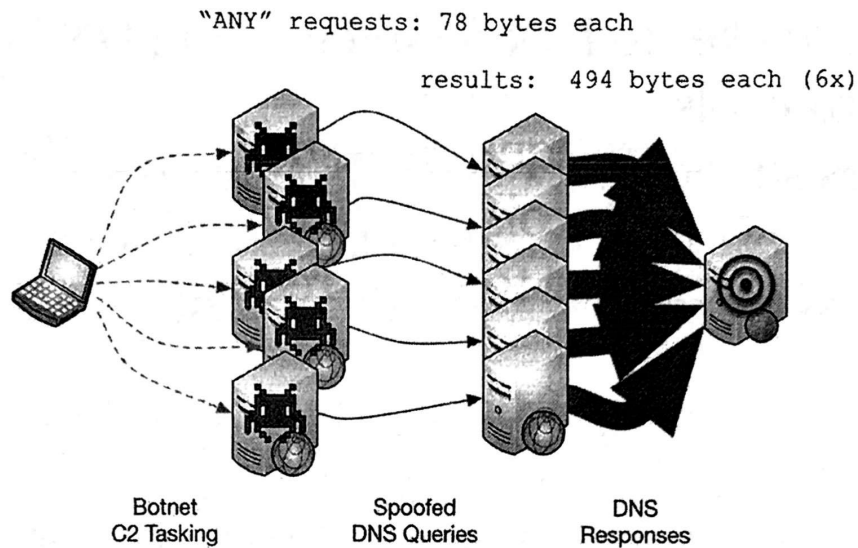 “ANY” requests: 78 bytes each
results: 494 bytes each (6x)
Botnet
C2 Tasking
Spoofed
DNS Queries
DNS
Responses